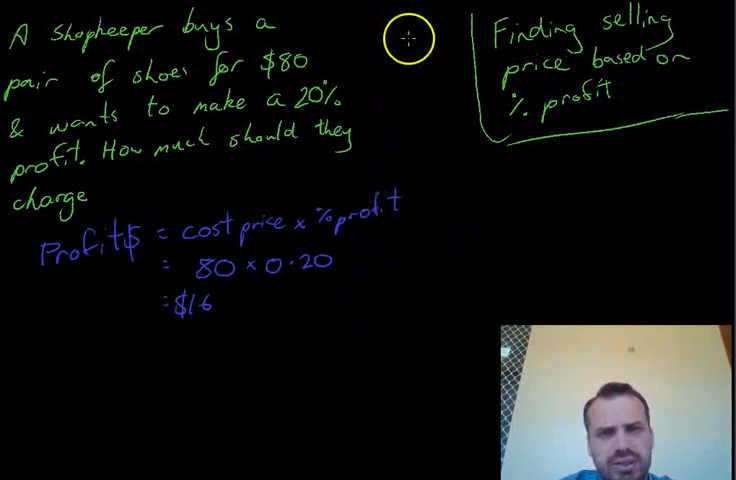 A Shopkeeper buys a
pair of shoes for $80
& wants to make a 20%
profit. How much should they
charge
Finding selling
price based on
% profit
Profit$ = cost price x % profit
= 80 x 0.20
= $16